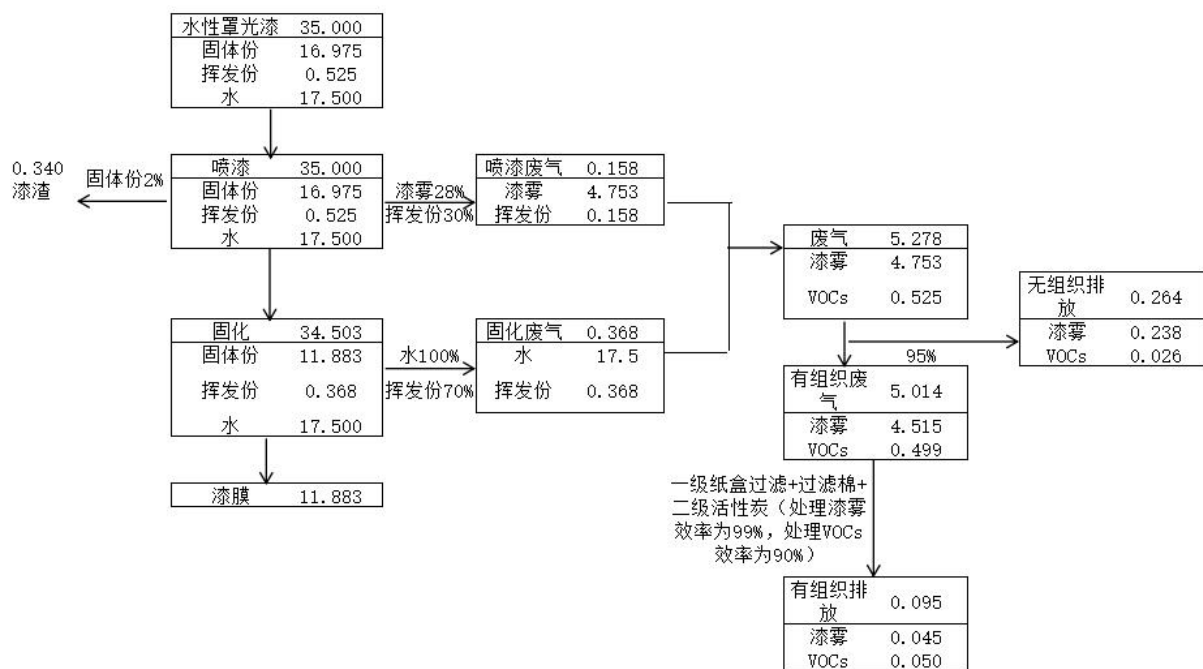 水性罩光漆 35.000
固体份 16.975
挥发份 0.525
水 17.500
0.340
漆渣
固体份2%
喷漆 35.000
固体份 16.975
挥发份 0.525
水 17.500
漆雾28%
挥发份30%
喷漆废气 0.158
漆雾 4.753
挥发份 0.158
固化 34.503
固体份 11.883
挥发份 0.368
水 17.500
水100%
挥发份70%
固化废气 0.368
水 17.5
挥发份 0.368
漆膜 11.883
废气 5.278
漆雾 4.753
VOCs 0.525
95%
无组织排
放 0.264
漆雾 0.238
VOCs 0.026
有组织废
气 5.014
漆雾 4.515
VOCs 0.499
一级纸盒过滤+过滤棉+
二级活性炭（处理漆雾
效率为99%，处理VOCs
效率为90%）
有组织排
放 0.095
漆雾 0.045
VOCs 0.050